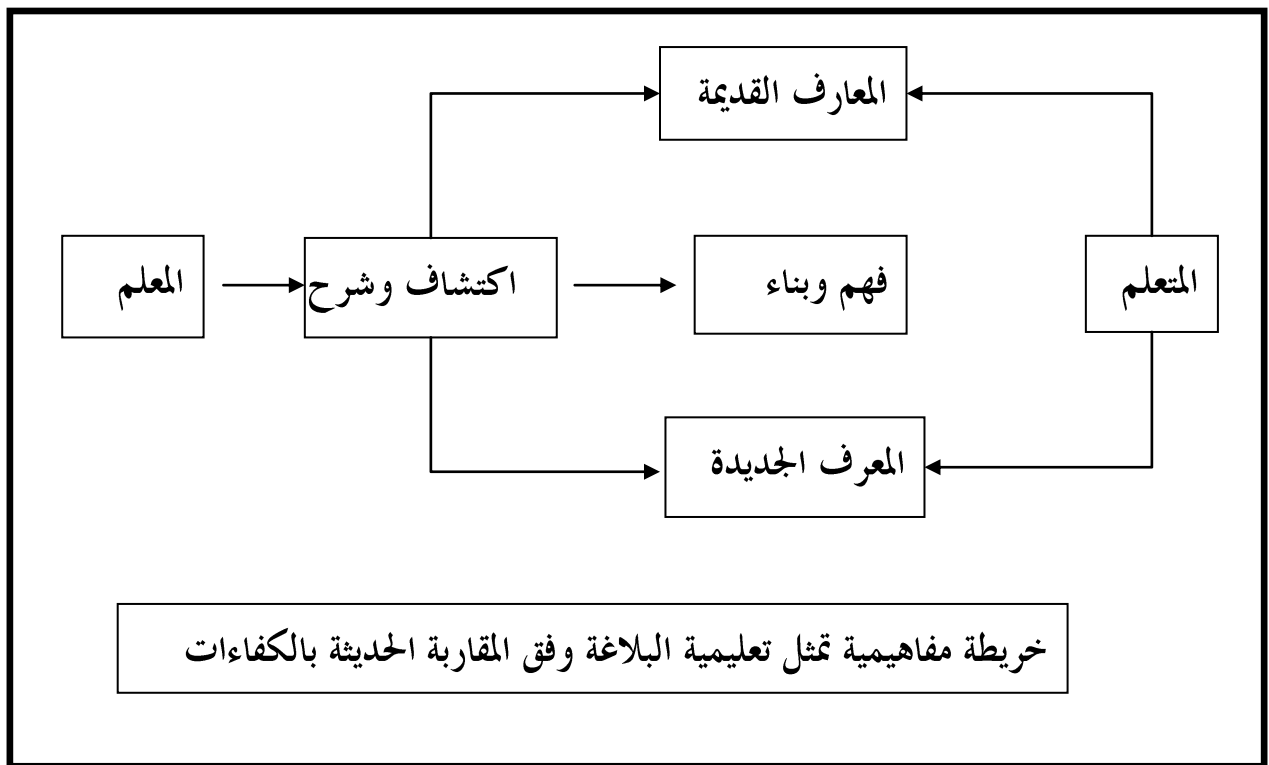 المعارف القديمة
المتعلم
فهم وبناء
اكتشاف وشرح
المعلم
المعرف الجديدة
خريطة مفاهيمية تمثل تعليمية البلاغة وفق المقاربة الحديثة بالكفاءات